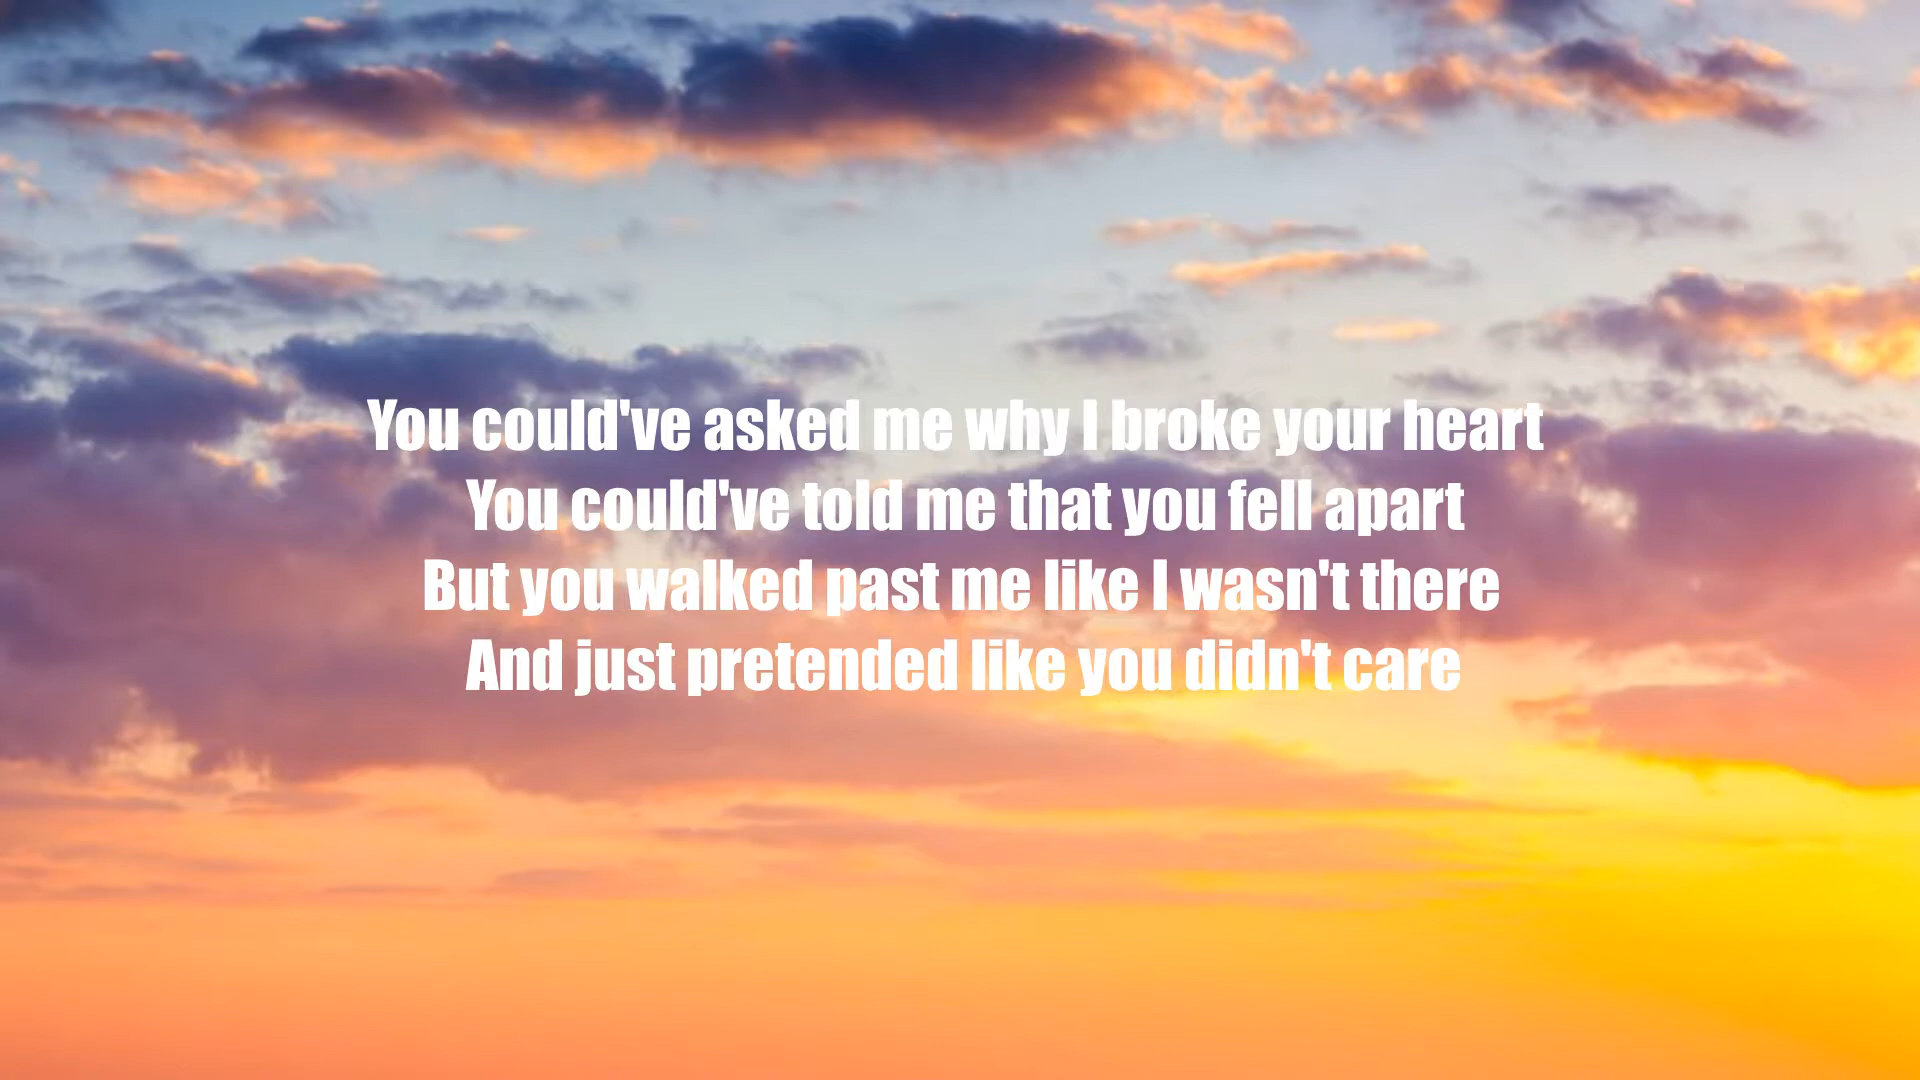 You could've asked me why I broke your heart
You could've told me that you fell apart
But you walked past me like I wasn't there
And just pretended like you didn't care